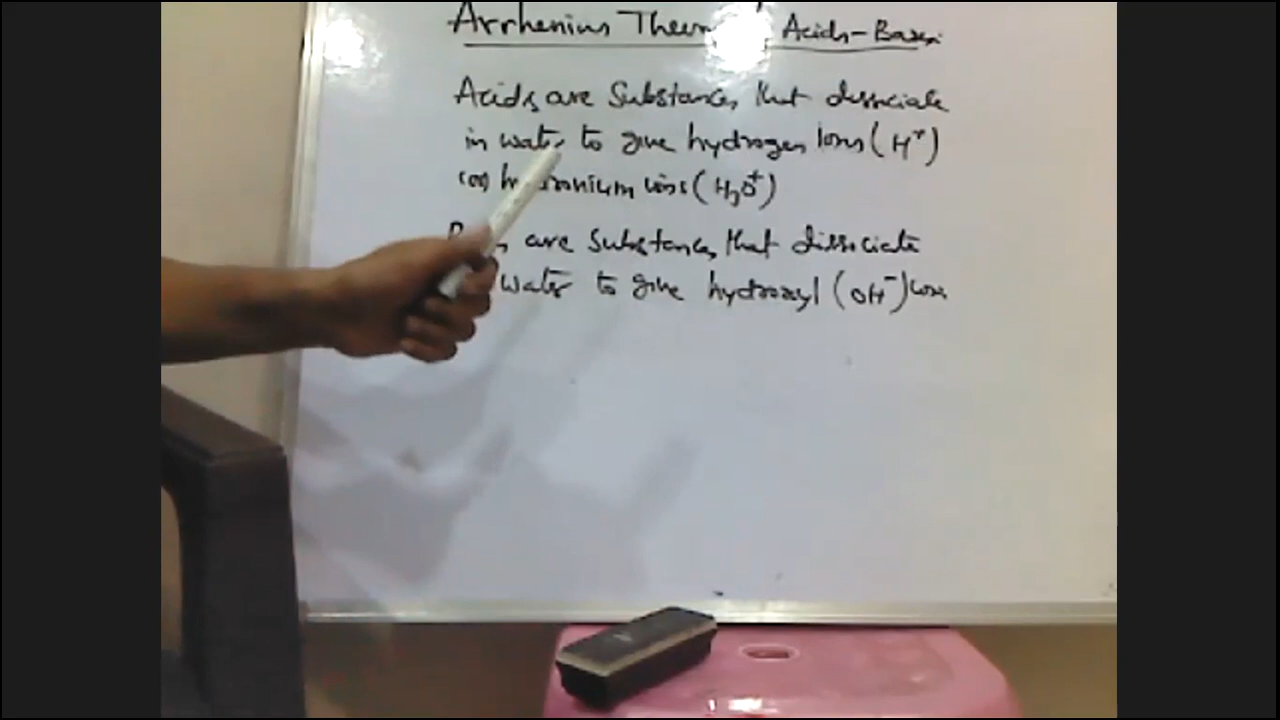 Arrhenius Theory Acids-Bases
Acids are Substances that dissociate
in water to give hydrogen ions (H⁺)
(or) hydronium ions (H₃O⁺)
are Substances that dissociate
water to give hydroxyl (OH⁻) ions